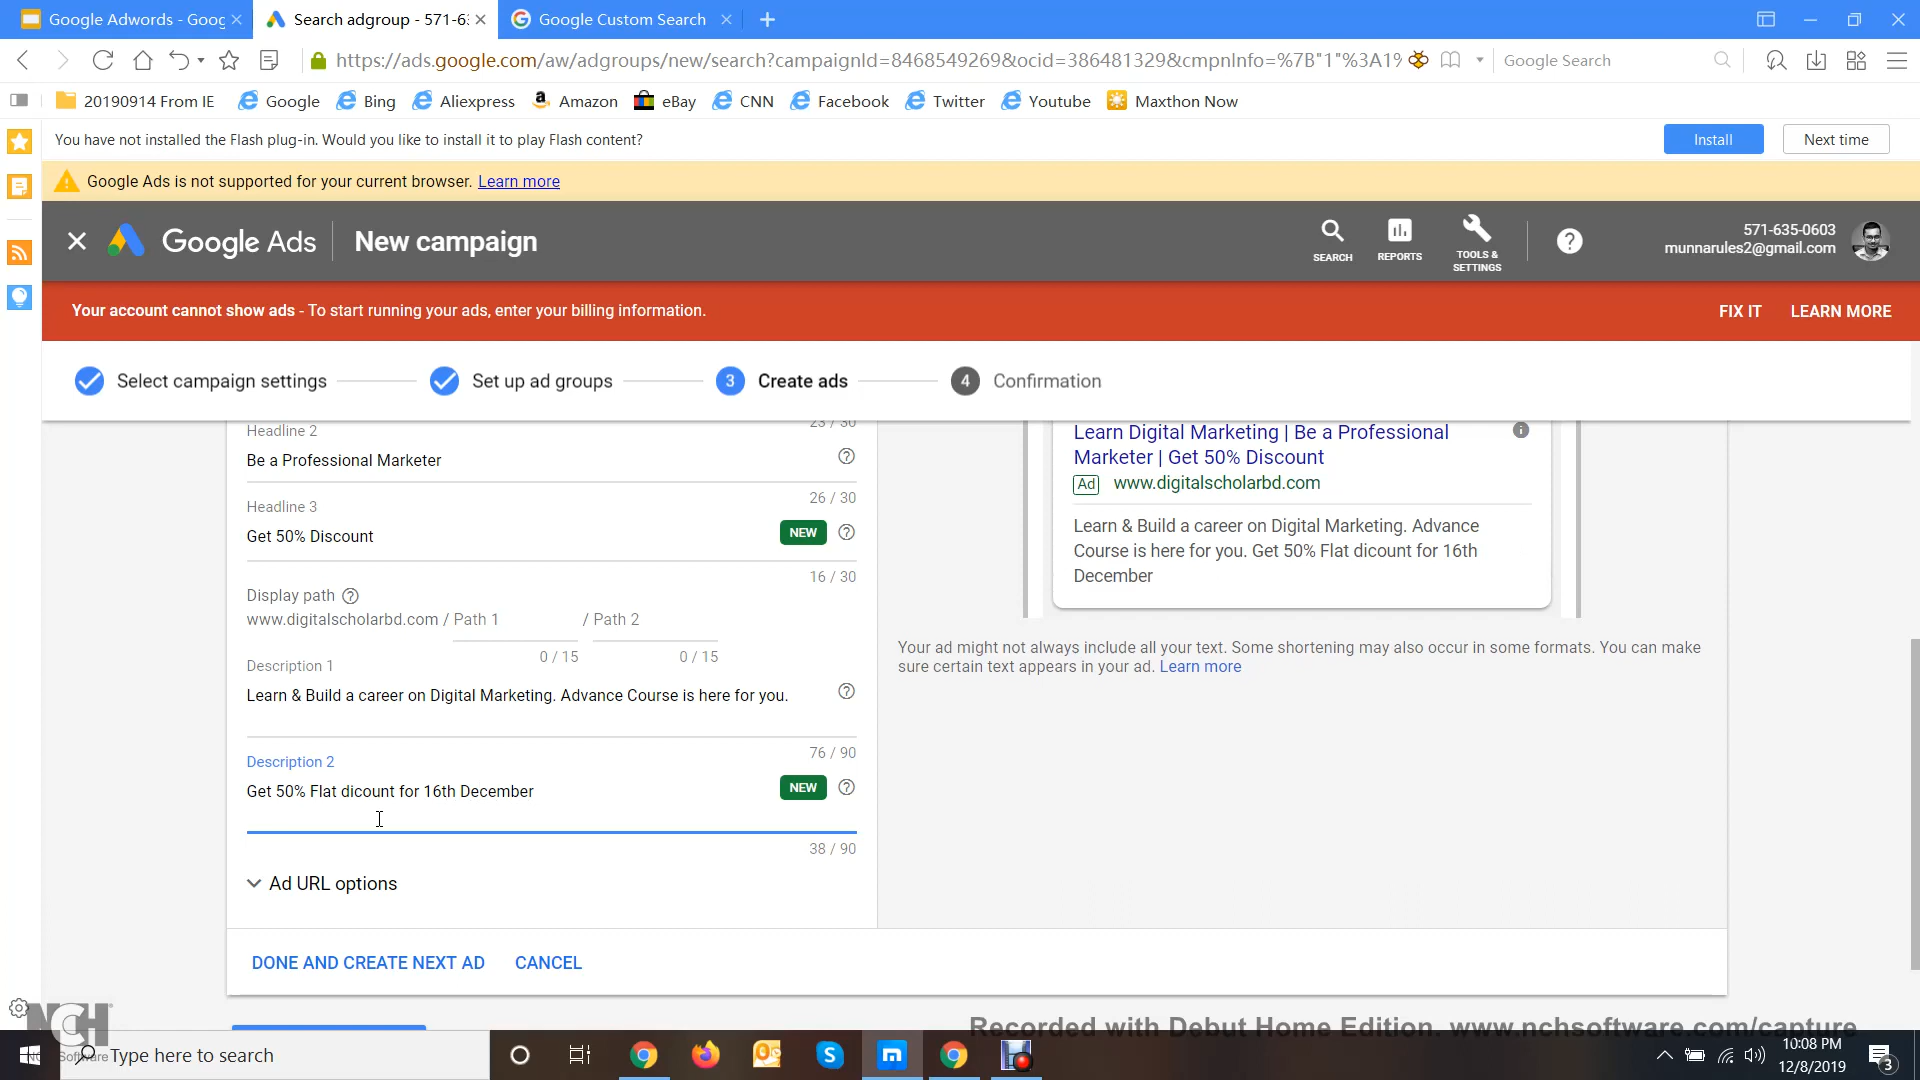 Google Adwords - Goog
Search adgroup - 571-63
Google Custom Search
https://ads.google.com/aw/adgroups/new/search?campaignId=8468549269&ocid=386481329&cmpnInfo=%7B"1"%3A19
Google Search
20190914 From IE
Google
Bing
Aliexpress
Amazon
eBay
CNN
Facebook
Twitter
Youtube
Maxthon Now
You have not installed the Flash plug-in. Would you like to install it to play Flash content?
Install
Next time
Google Ads is not supported for your current browser. Learn more
Google Ads
New campaign
SEARCH
REPORTS
TOOLS &
SETTINGS
571-635-0603
munnarules2@gmail.com
Your account cannot show ads - To start running your ads, enter your billing information.
FIX IT
LEARN MORE
Select campaign settings
Set up ad groups
3
Create ads
4
Confirmation
23 / 30
Headline 2
Be a Professional Marketer
26 / 30
Headline 3
Get 50% Discount
NEW
16 / 30
Display path
www.digitalscholarbd.com / Path 1
/ Path 2
0 / 15
0 / 15
Description 1
Learn & Build a career on Digital Marketing. Advance Course is here for you.
76 / 90
Description 2
Get 50% Flat dicount for 16th December
NEW
38 / 90
Ad URL options
DONE AND CREATE NEXT AD
CANCEL
Learn Digital Marketing | Be a Professional
Marketer | Get 50% Discount
Ad
www.digitalscholarbd.com
Learn & Build a career on Digital Marketing. Advance
Course is here for you. Get 50% Flat dicount for 16th
December
Your ad might not always include all your text. Some shortening may also occur in some formats. You can make
sure certain text appears in your ad. Learn more
NCH
Software
Recorded with Debut Home Edition. www.nchsoftware.com/capture
Type here to search
10:08 PM
12/8/2019
3